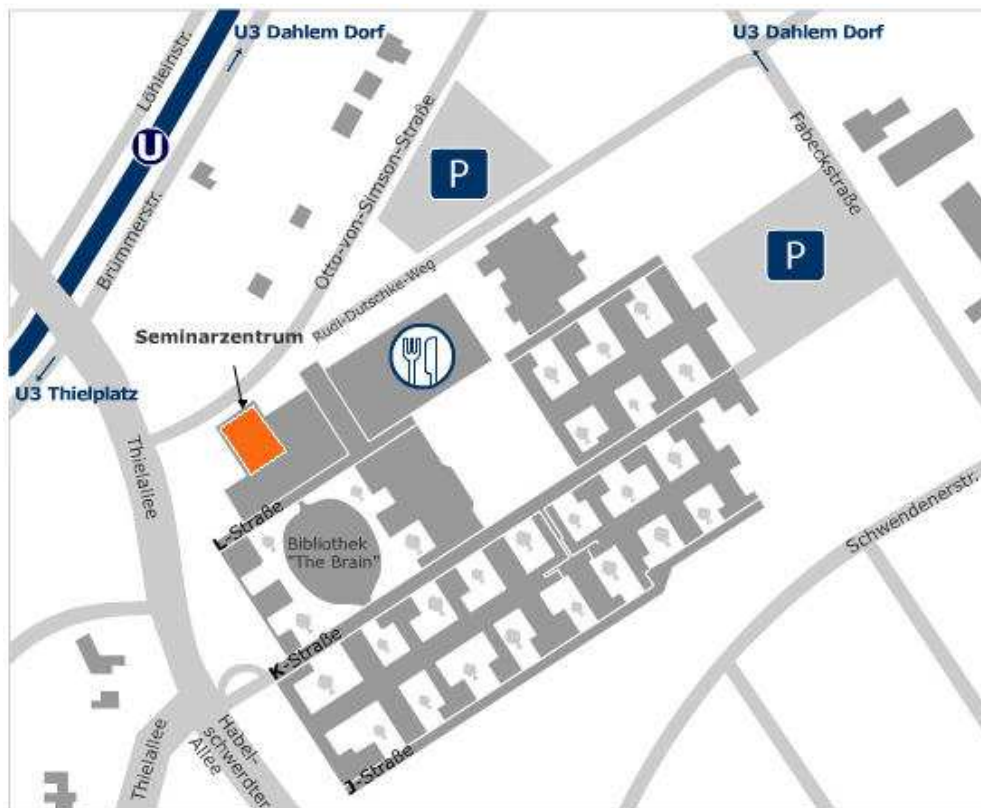 U3 Dahlem Dorf
U3 Dahlem Dorf
Löhleinstr.
U
Brümmerstr.
Otto-von-Simson-Straße
P
Fabeckstraße
P
Rudi-Dutschke-Weg
Seminarzentrum
U3 Thielplatz
Thielallee
L-Straße
Bibliothek
"The Brain"
Schwendenerstr.
K-Straße
J-Straße
Thielallee
Habel-
schwerdter
Allee